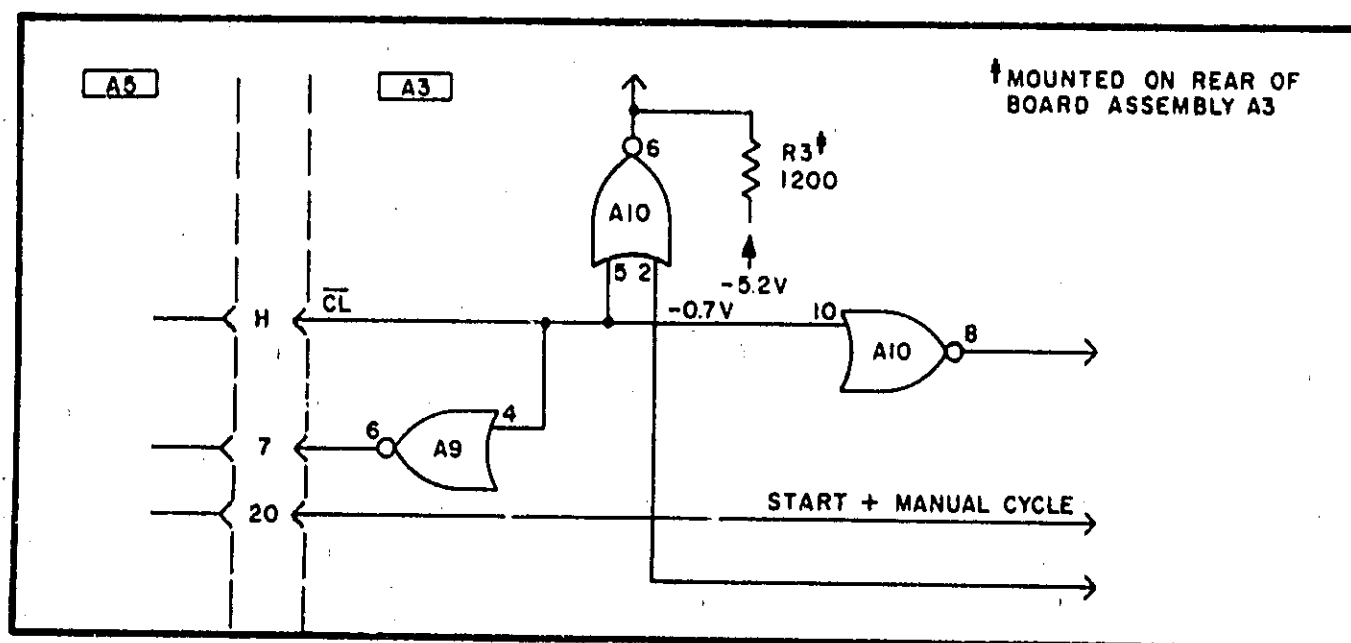 A5
A3
‡MOUNTED ON REAR OF
BOARD ASSEMBLY A3
6
R3‡
1200
A10
5 2
-5.2V
H
CL
-0.7V
10
A10
8
4
6
A9
7
20
START + MANUAL CYCLE